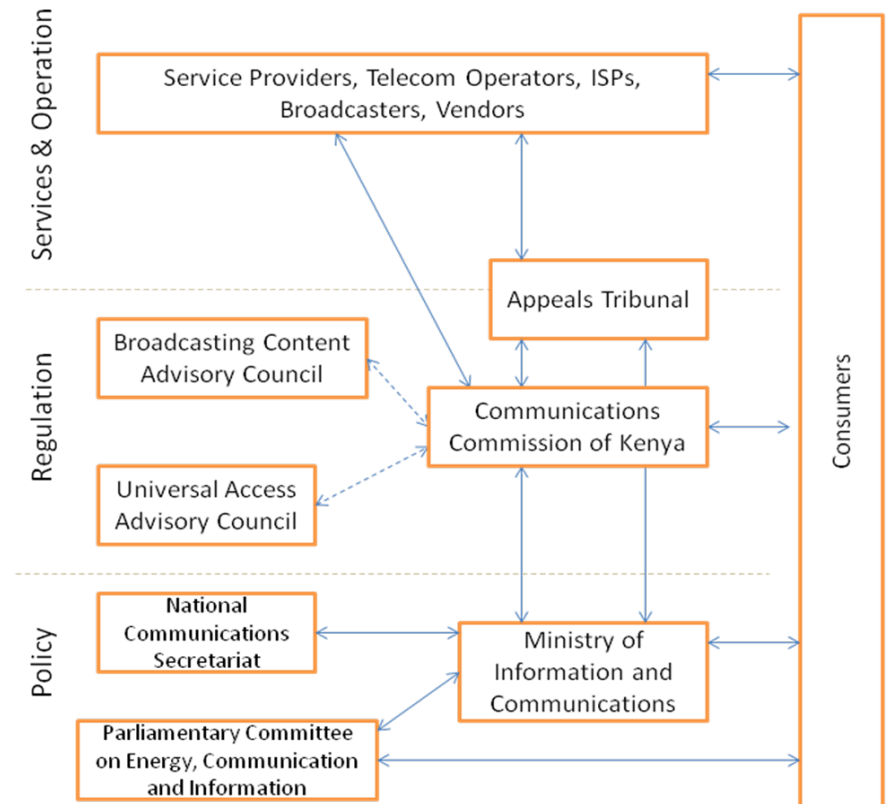 Services & Operation
Service Providers, Telecom Operators, ISPs,
Broadcasters, Vendors
Appeals Tribunal
Regulation
Broadcasting Content
Advisory Council
Communications
Commission of Kenya
Universal Access
Advisory Council
Policy
National
Communications
Secretariat
Ministry of
Information and
Communications
Parliamentary Committee
on Energy, Communication
and Information
Consumers